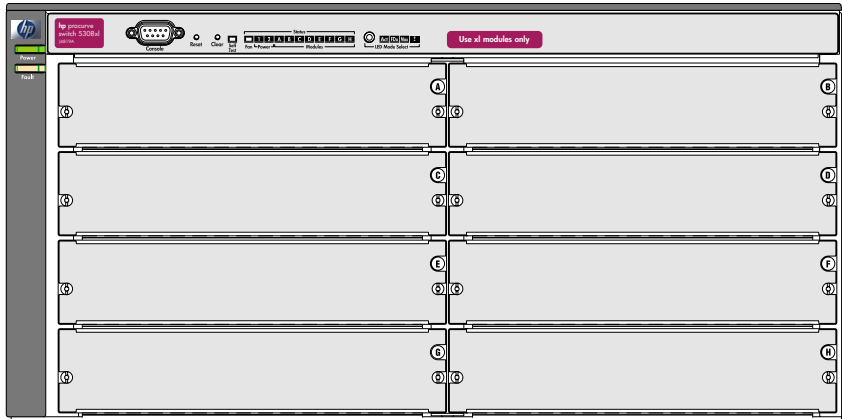 hp
hp procurve
switch 5308xl
J4819A
Power
Fault
Console
Reset
Clear
Self
Test
Status
1 2 A B C D E F G H
Fan
Power
Modules
Act FDx Max !
LED Mode Select
Use xl modules only
A
B
C
D
E
F
G
H